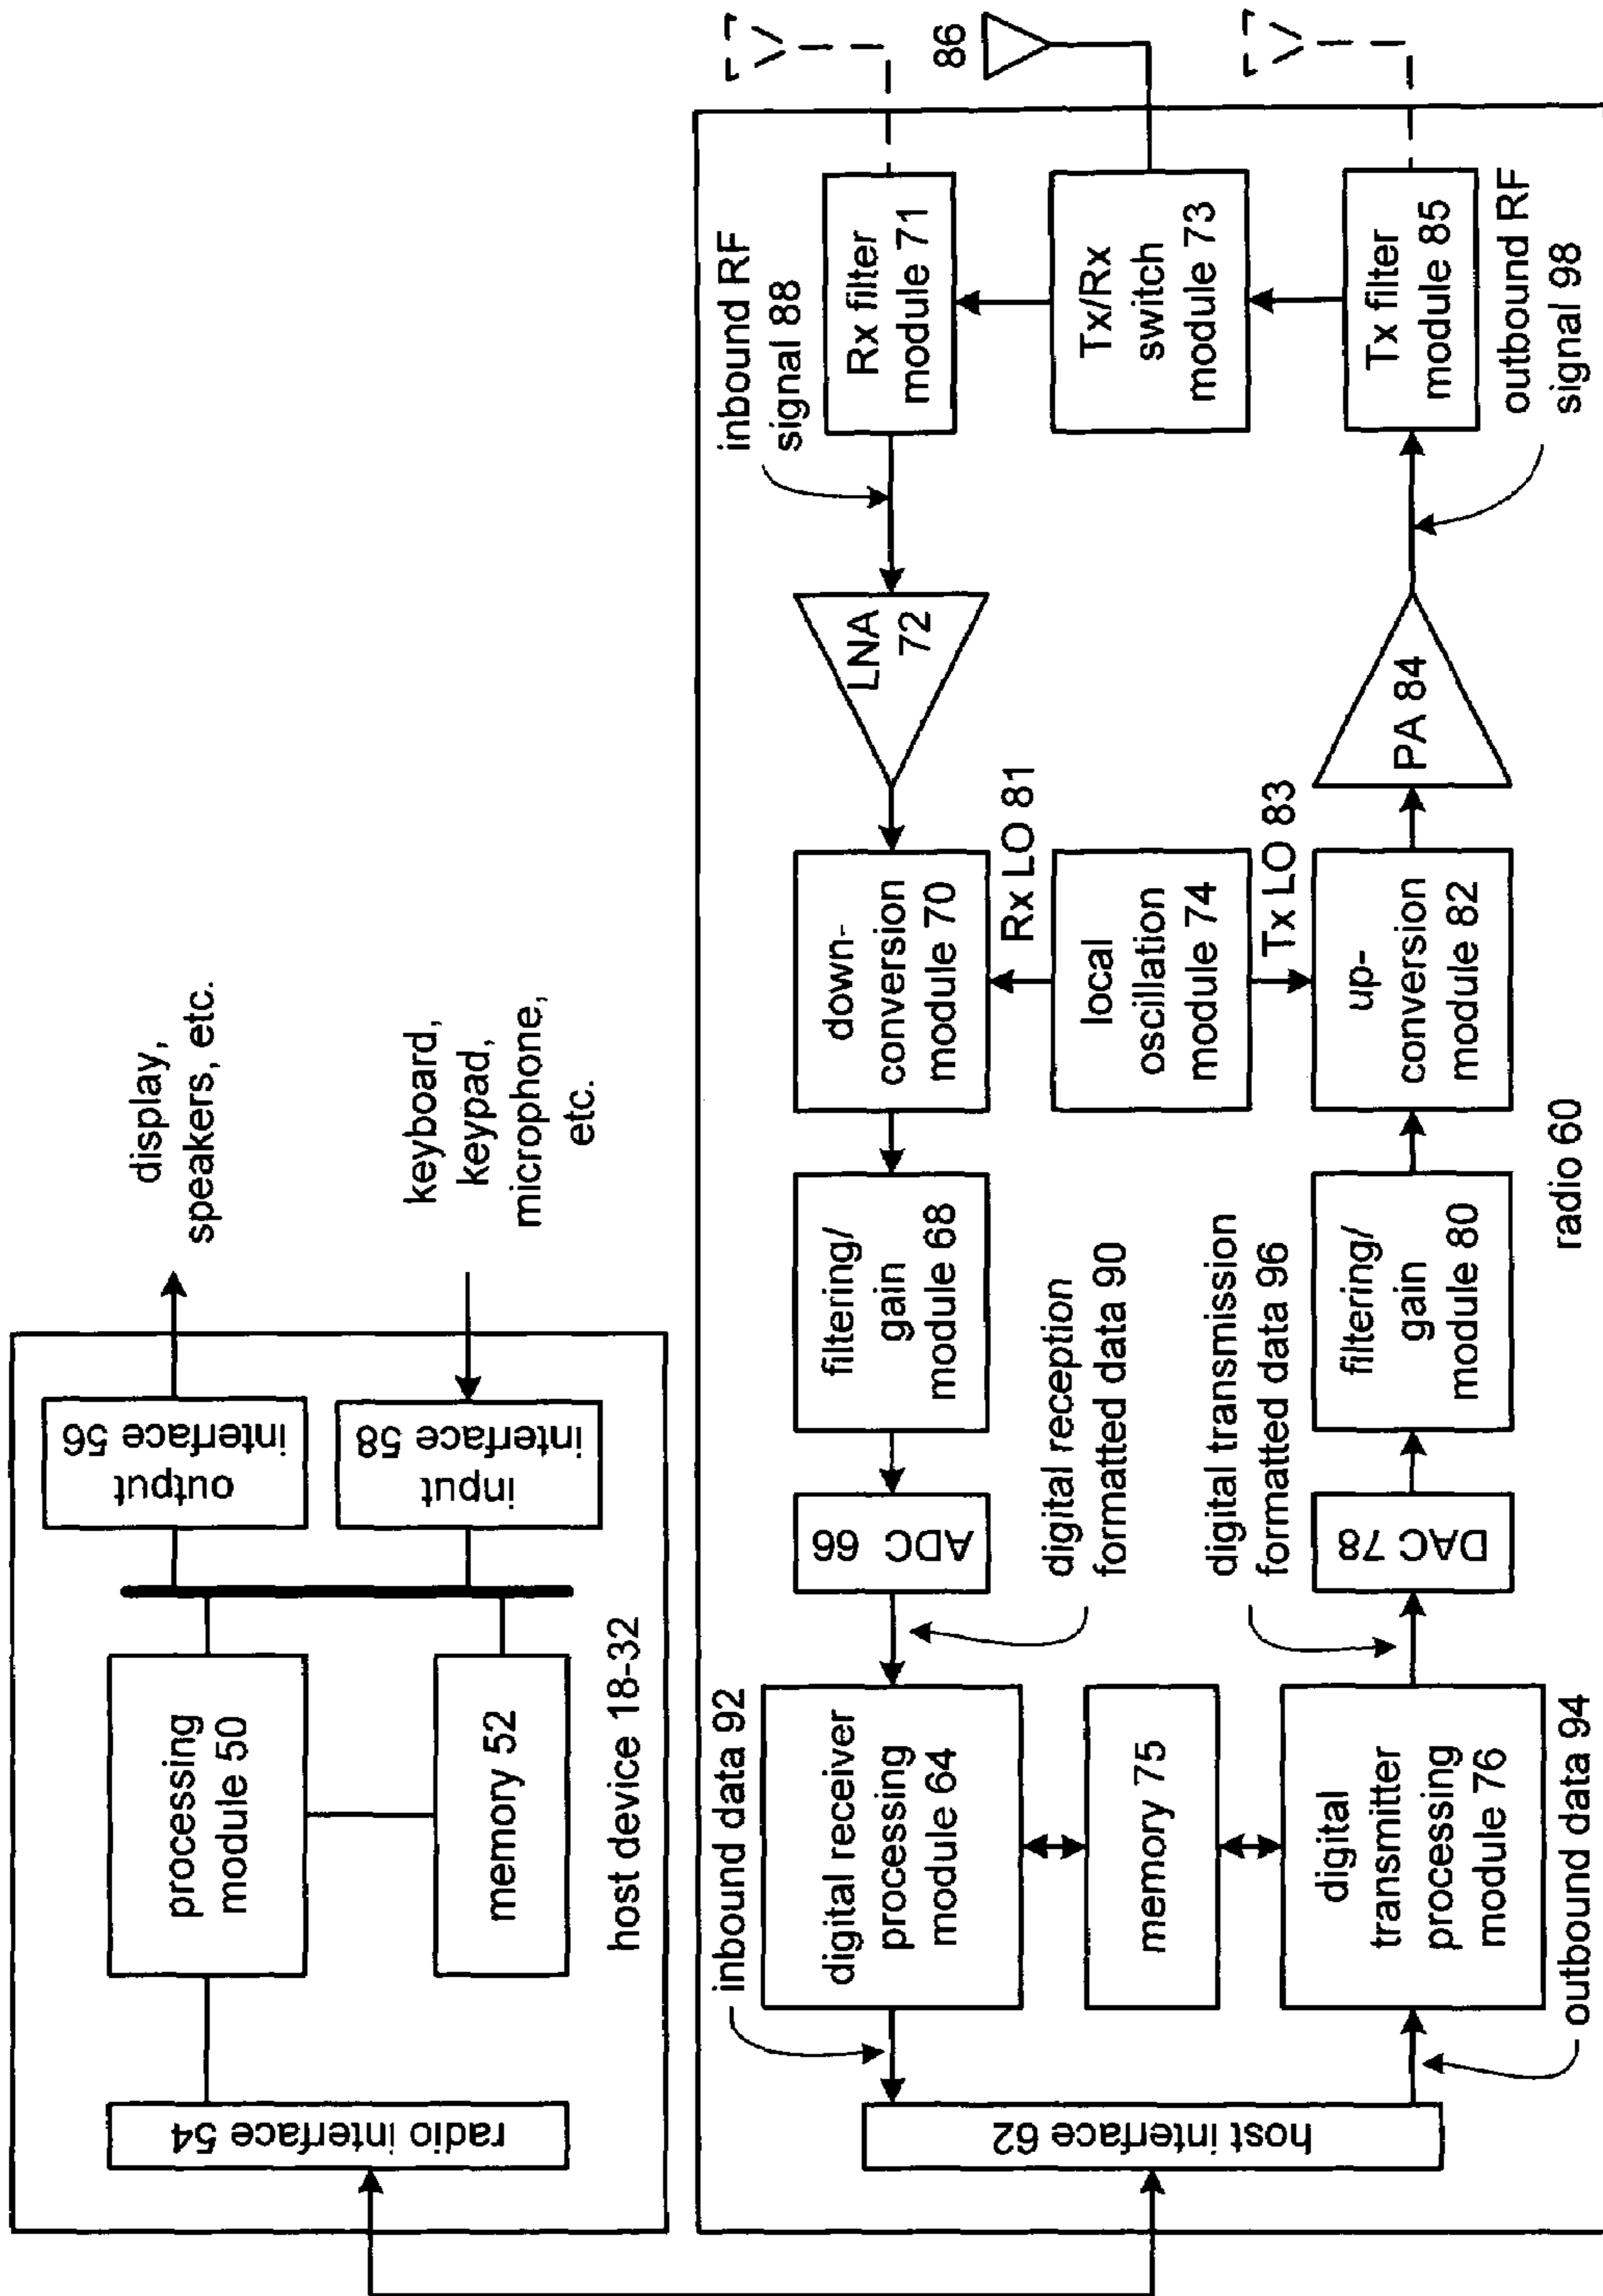 radio interface 54
processing
module 50
memory 52
output
interface 56
input
interface 58
display,
speakers, etc.
keyboard,
keypad,
microphone,
etc.
host device 18-32
host interface 62
inbound data 92
digital receiver
processing
module 64
memory 75
digital
transmitter
processing
module 76
outbound data 94
ADC 66
digital reception
formatted data 90
digital transmission
formatted data 96
DAC 78
filtering/
gain
module 68
filtering/
gain
module 80
down-
conversion
module 70
Rx LO 81
local
oscillation
module 74
Tx LO 83
up-
conversion
module 82
LNA
72
PA 84
inbound RF
signal 88
Rx filter
module 71
Tx/Rx
switch
module 73
Tx filter
module 85
outbound RF
signal 98
86
radio 60